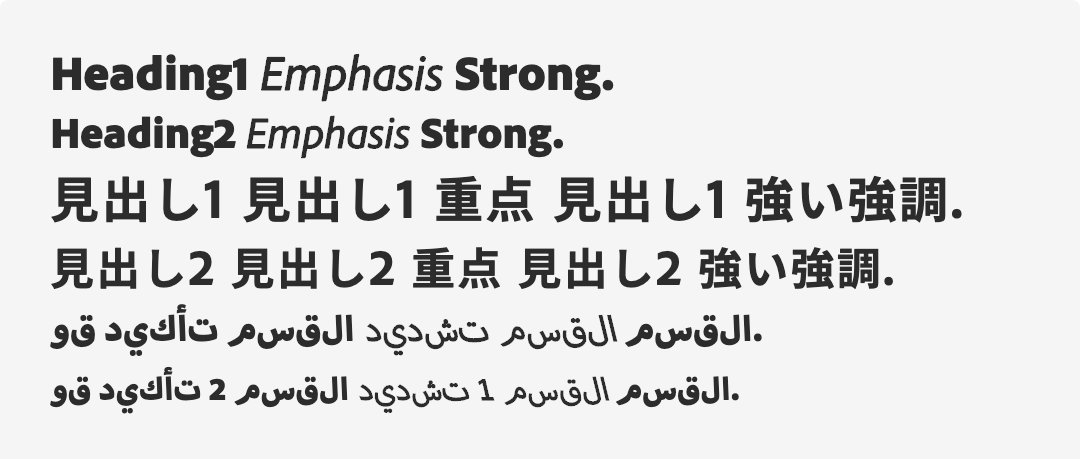 Heading1 Emphasis Strong.
Heading2 Emphasis Strong.
見出し1 見出し1 重点 見出し1 強い強調.
見出し2 見出し2 重点 見出し2 強い強調.
القسم القسم تشديد القسم تأكيد قو.
القسم القسم 1 تشديد القسم 2 تأكيد قو.